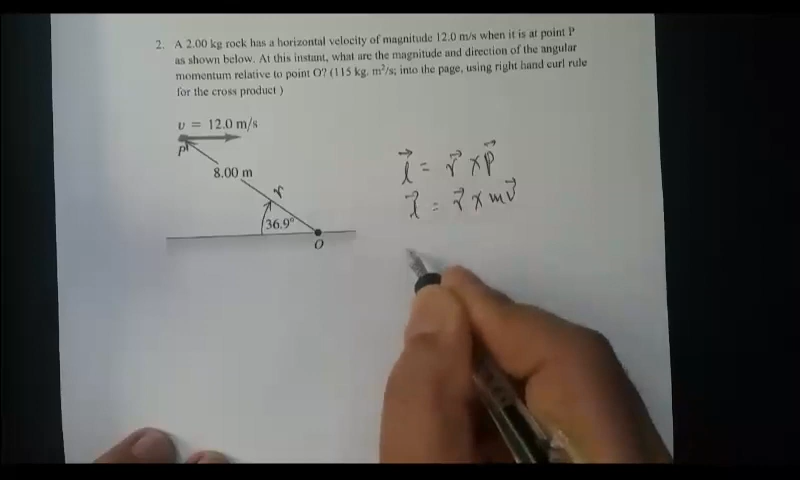 2. A 2.00 kg rock has a horizontal velocity of magnitude 12.0 m/s when it is at point P
as shown below. At this instant, what are the magnitude and direction of the angular
momentum relative to point O? (115 kg. m²/s; into the page, using right hand curl rule
for the cross product )
υ = 12.0 m/s
P
8.00 m
r
36.9°
O
l⃗ = r⃗ × p⃗
l⃗ = r⃗ × mv⃗